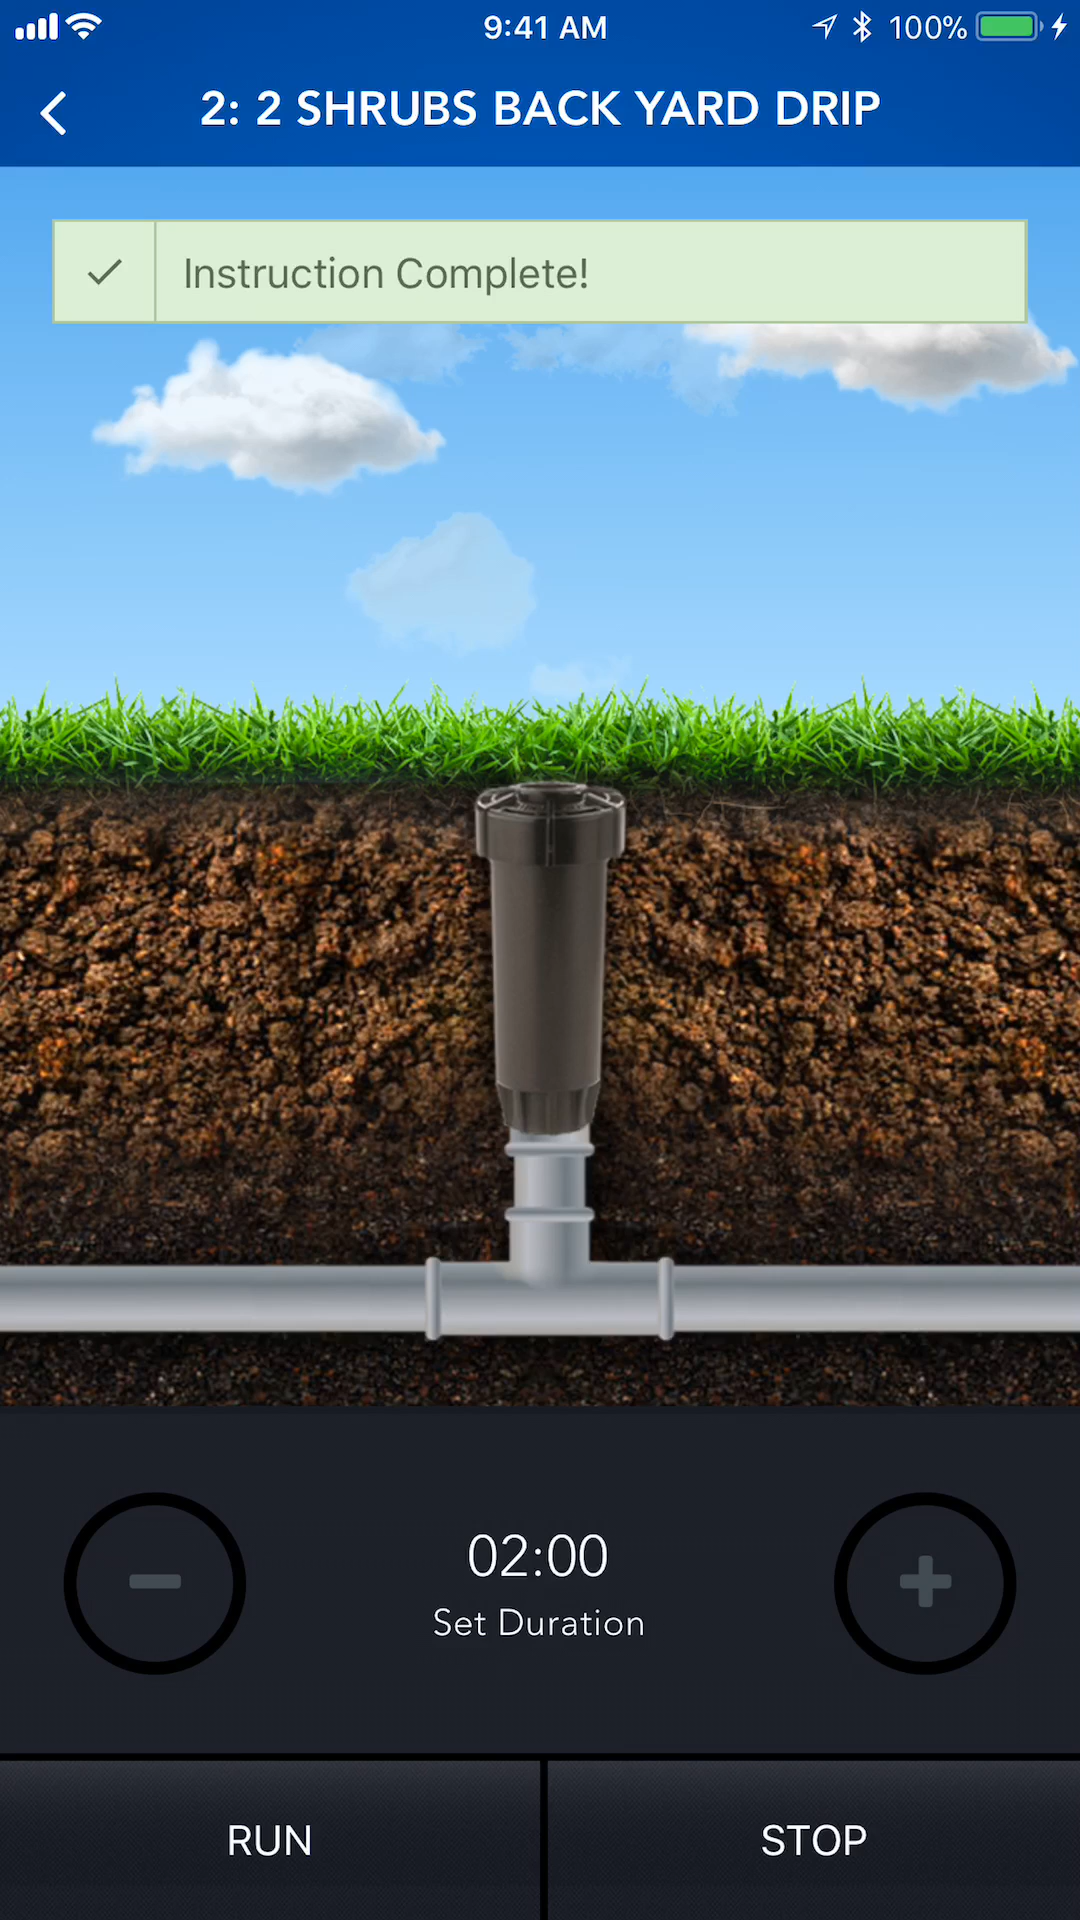 9:41 AM
100%
2: 2 SHRUBS BACK YARD DRIP
Instruction Complete!
02:00
Set Duration
RUN
STOP